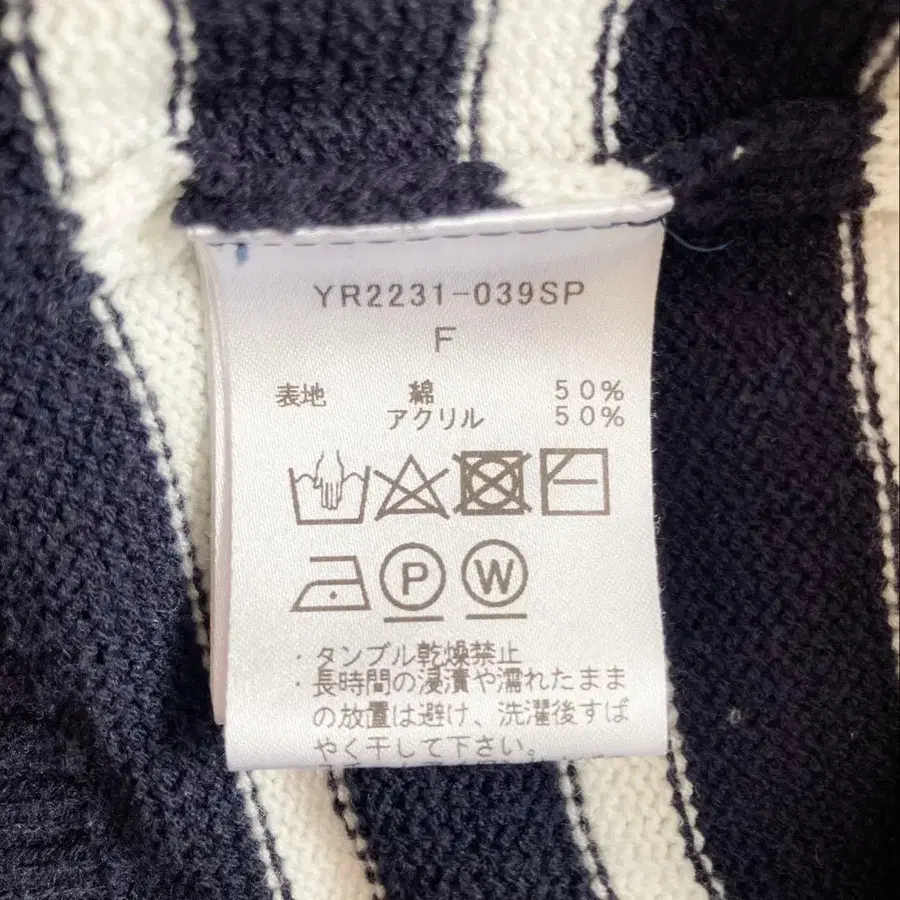 YR2231-039SP
F
表地 綿 50%
アクリル 50%
P W
・タンブル乾燥禁止
・長時間の浸漬や濡れたまま
の放置は避け、洗濯後すば
やく干して下さい。